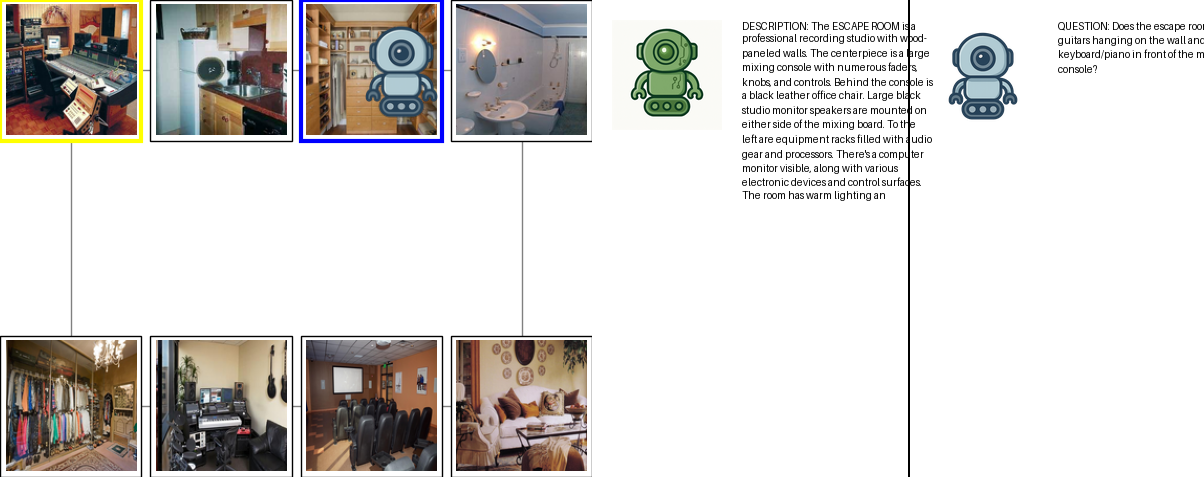 DESCRIPTION: The ESCAPE ROOM is a
professional recording studio with wood-
paneled walls. The centerpiece is a large
mixing console with numerous faders,
knobs, and controls. Behind the console is
a black leather office chair. Large black
studio monitor speakers are mounted on
either side of the mixing board. To the
left are equipment racks filled with audio
gear and processors. There's a computer
monitor visible, along with various
electronic devices and control surfaces.
The room has warm lighting an
QUESTION: Does the escape roo
guitars hanging on the wall and
keyboard/piano in front of the m
console?